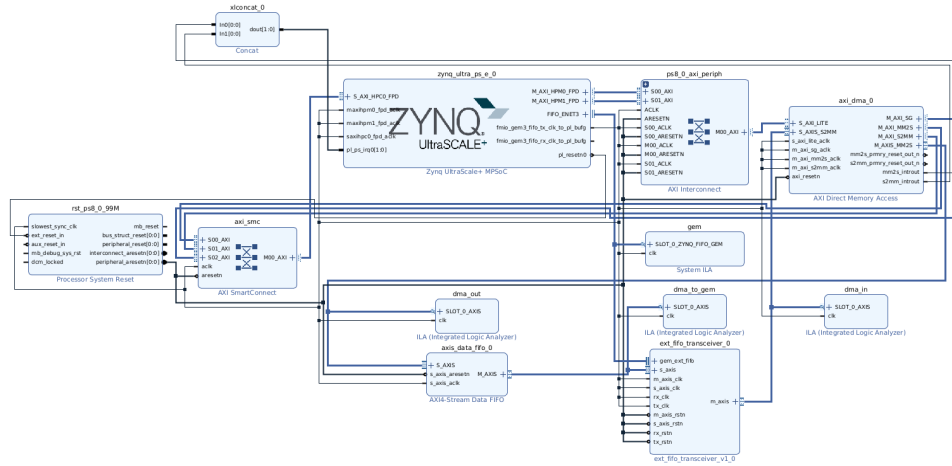 xlconcat_0
In0[0:0]
In1[0:0]
dout[1:0]
Concat
zynq_ultra_ps_e_0
S_AXI_HPC0_FPD
maxihpm0_fpd_aclk
maxihpm1_fpd_aclk
saxihpc0_fpd_aclk
pl_ps_irq0[1:0]
ZYNQ
UltraSCALE+
M_AXI_HPM0_FPD
M_AXI_HPM1_FPD
FIFO_ENET3
fmio_gem3_fifo_tx_clk_to_pl_bufg
fmio_gem3_fifo_rx_clk_to_pl_bufg
pl_resetn0
Zynq UltraScale+ MPSoC
ps8_0_axi_periph
S00_AXI
S01_AXI
ACLK
ARESETN
S00_ACLK
S00_ARESETN
M00_ACLK
M00_ARESETN
S01_ACLK
S01_ARESETN
M00_AXI
AXI Interconnect
axi_dma_0
S_AXI_LITE
S_AXIS_S2MM
s_axi_lite_aclk
m_axi_sg_aclk
m_axi_mm2s_aclk
m_axi_s2mm_aclk
axi_resetn
M_AXI_SG
M_AXI_MM2S
M_AXI_S2MM
M_AXIS_MM2S
mm2s_prmry_reset_out_n
s2mm_prmry_reset_out_n
mm2s_introut
s2mm_introut
AXI Direct Memory Access
rst_ps8_0_99M
slowest_sync_clk
ext_reset_in
aux_reset_in
mb_debug_sys_rst
dcm_locked
mb_reset
bus_struct_reset[0:0]
peripheral_reset[0:0]
interconnect_aresetn[0:0]
peripheral_aresetn[0:0]
Processor System Reset
axi_smc
S00_AXI
S01_AXI
S02_AXI
aclk
aresetn
M00_AXI
AXI SmartConnect
gem
SLOT_0_ZYNQ_FIFO_GEM
clk
System ILA
dma_out
SLOT_0_AXIS
clk
ILA (Integrated Logic Analyzer)
dma_to_gem
SLOT_0_AXIS
clk
ILA (Integrated Logic Analyzer)
dma_in
SLOT_0_AXIS
clk
ILA (Integrated Logic Analyzer)
axis_data_fifo_0
S_AXIS
s_axis_aresetn
s_axis_aclk
M_AXIS
AXI4-Stream Data FIFO
ext_fifo_transceiver_0
gem_ext_fifo
s_axis
m_axis_clk
s_axis_clk
rx_clk
tx_clk
m_axis_rstn
s_axis_rstn
rx_rstn
tx_rstn
m_axis
ext_fifo_transceiver_v1_0